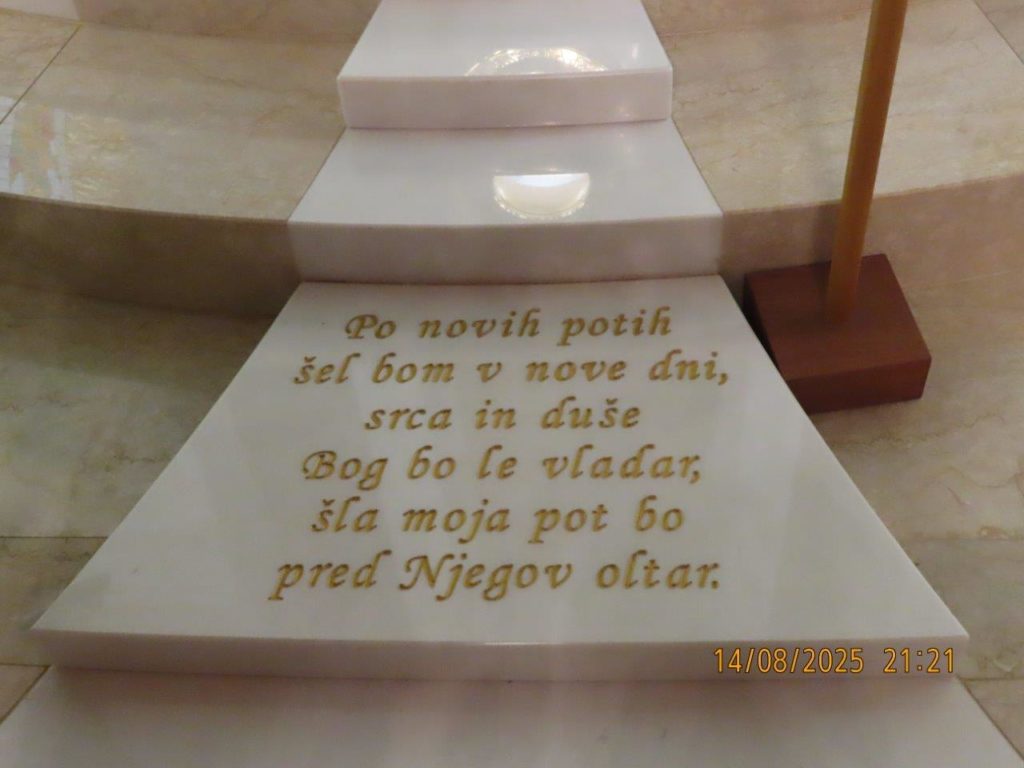 Po novih potih
šel bom v nove dni,
srca in duše
Bog bo le vladar,
šla moja pot bo
pred Njegov oltar.
14/08/2025 21:21